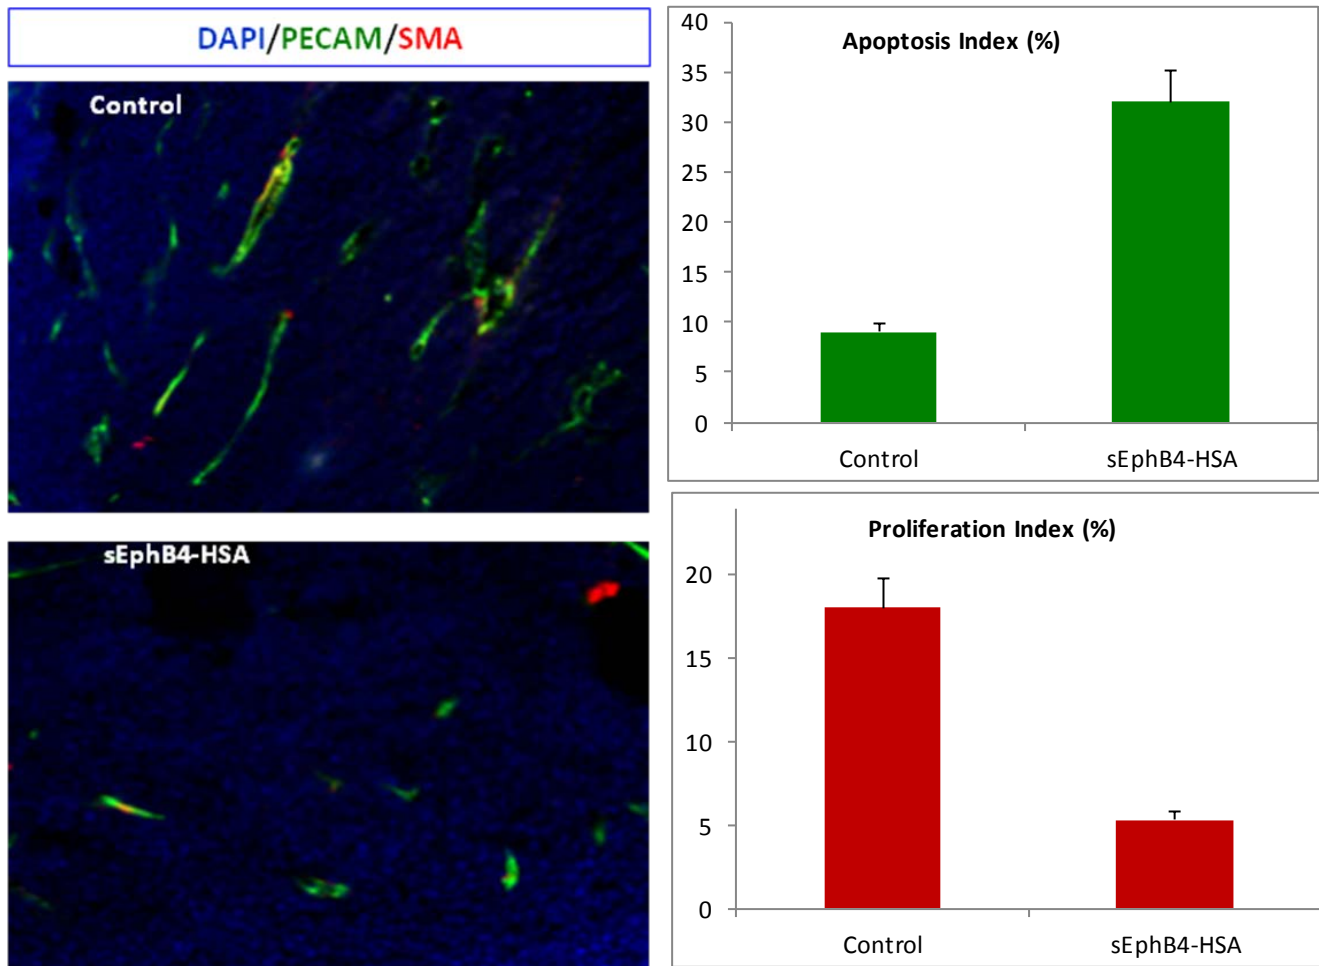 DAPI/PECAM/SMA
Control
sEphB4-HSA
Apoptosis Index (%)
40
35
30
25
20
15
10
5
0
Control sEphB4-HSA
Proliferation Index (%)
20
15
10
5
0
Control sEphB4-HSA